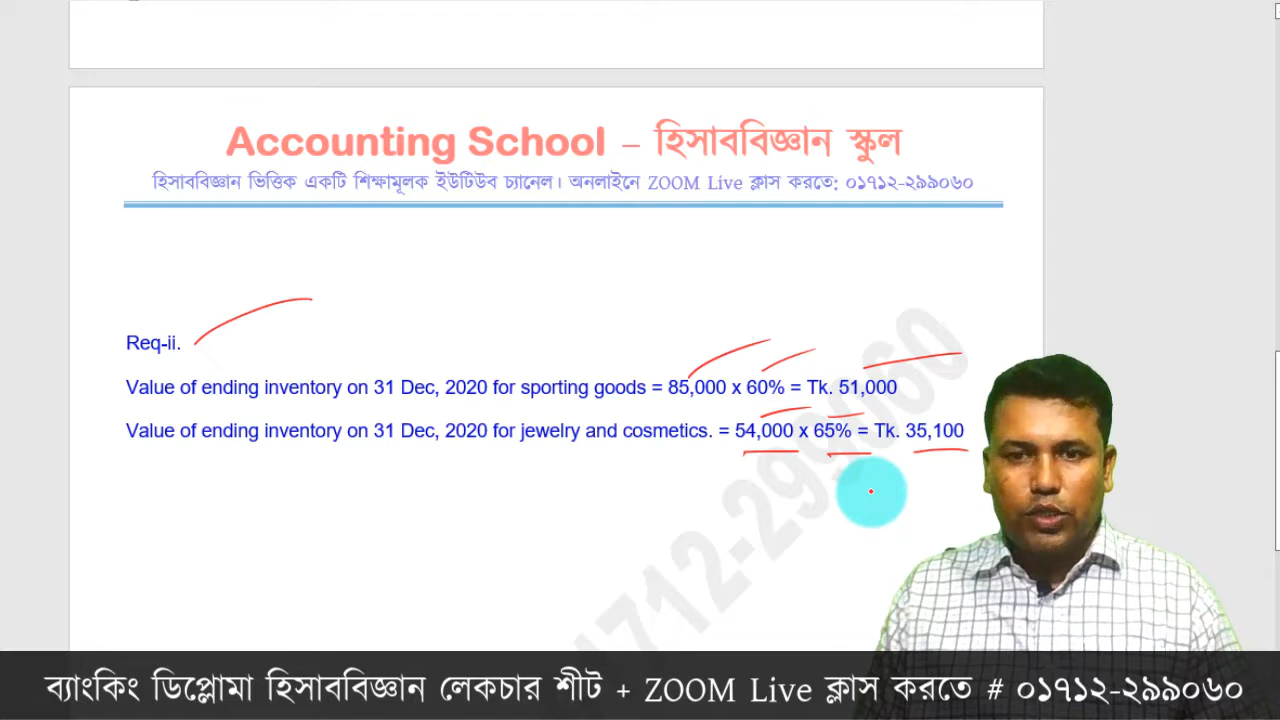 Accounting School – হিসাববিজ্ঞান স্কুল
হিসাববিজ্ঞান ভিত্তিক একটি শিক্ষামূলক ইউটিউব চ্যানেল। অনলাইনে ZOOM Live ক্লাস করতে: ০১৭১২-২৯৯০৬০
Req-ii.
Value of ending inventory on 31 Dec, 2020 for sporting goods = 85,000 x 60% = Tk. 51,000
Value of ending inventory on 31 Dec, 2020 for jewelry and cosmetics. = 54,000 x 65% = Tk. 35,100
1712-299060
ব্যাংকিং ডিপ্লোমা হিসাববিজ্ঞান লেকচার শীট + ZOOM Live ক্লাস করতে # ০১৭১২-২৯৯০৬০